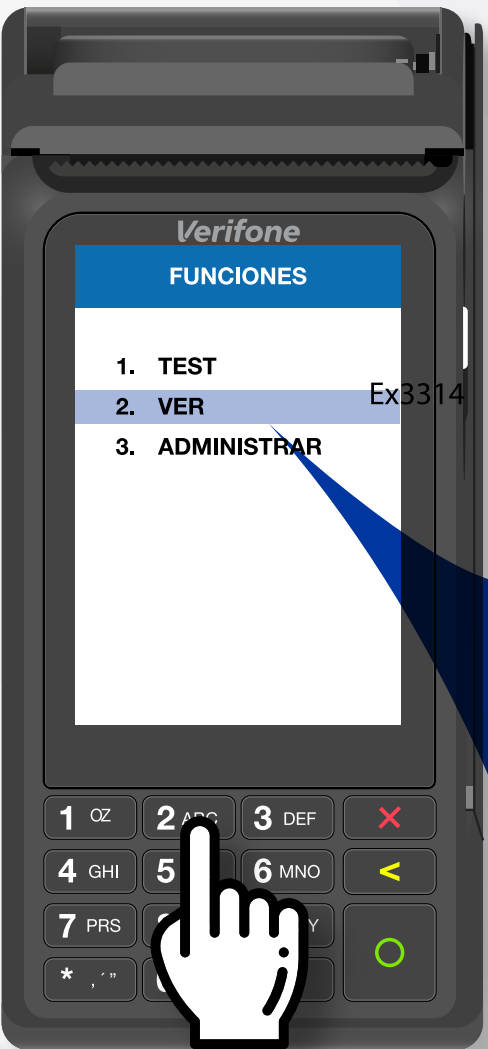 Verifone
FUNCIONES
1. TEST
2. VER
Ex3314
3. ADMINISTRAR
1 OZ 2 ABC 3 DEF
4 GHI 5 6 MNO <
7 PRS Y
* ,´”